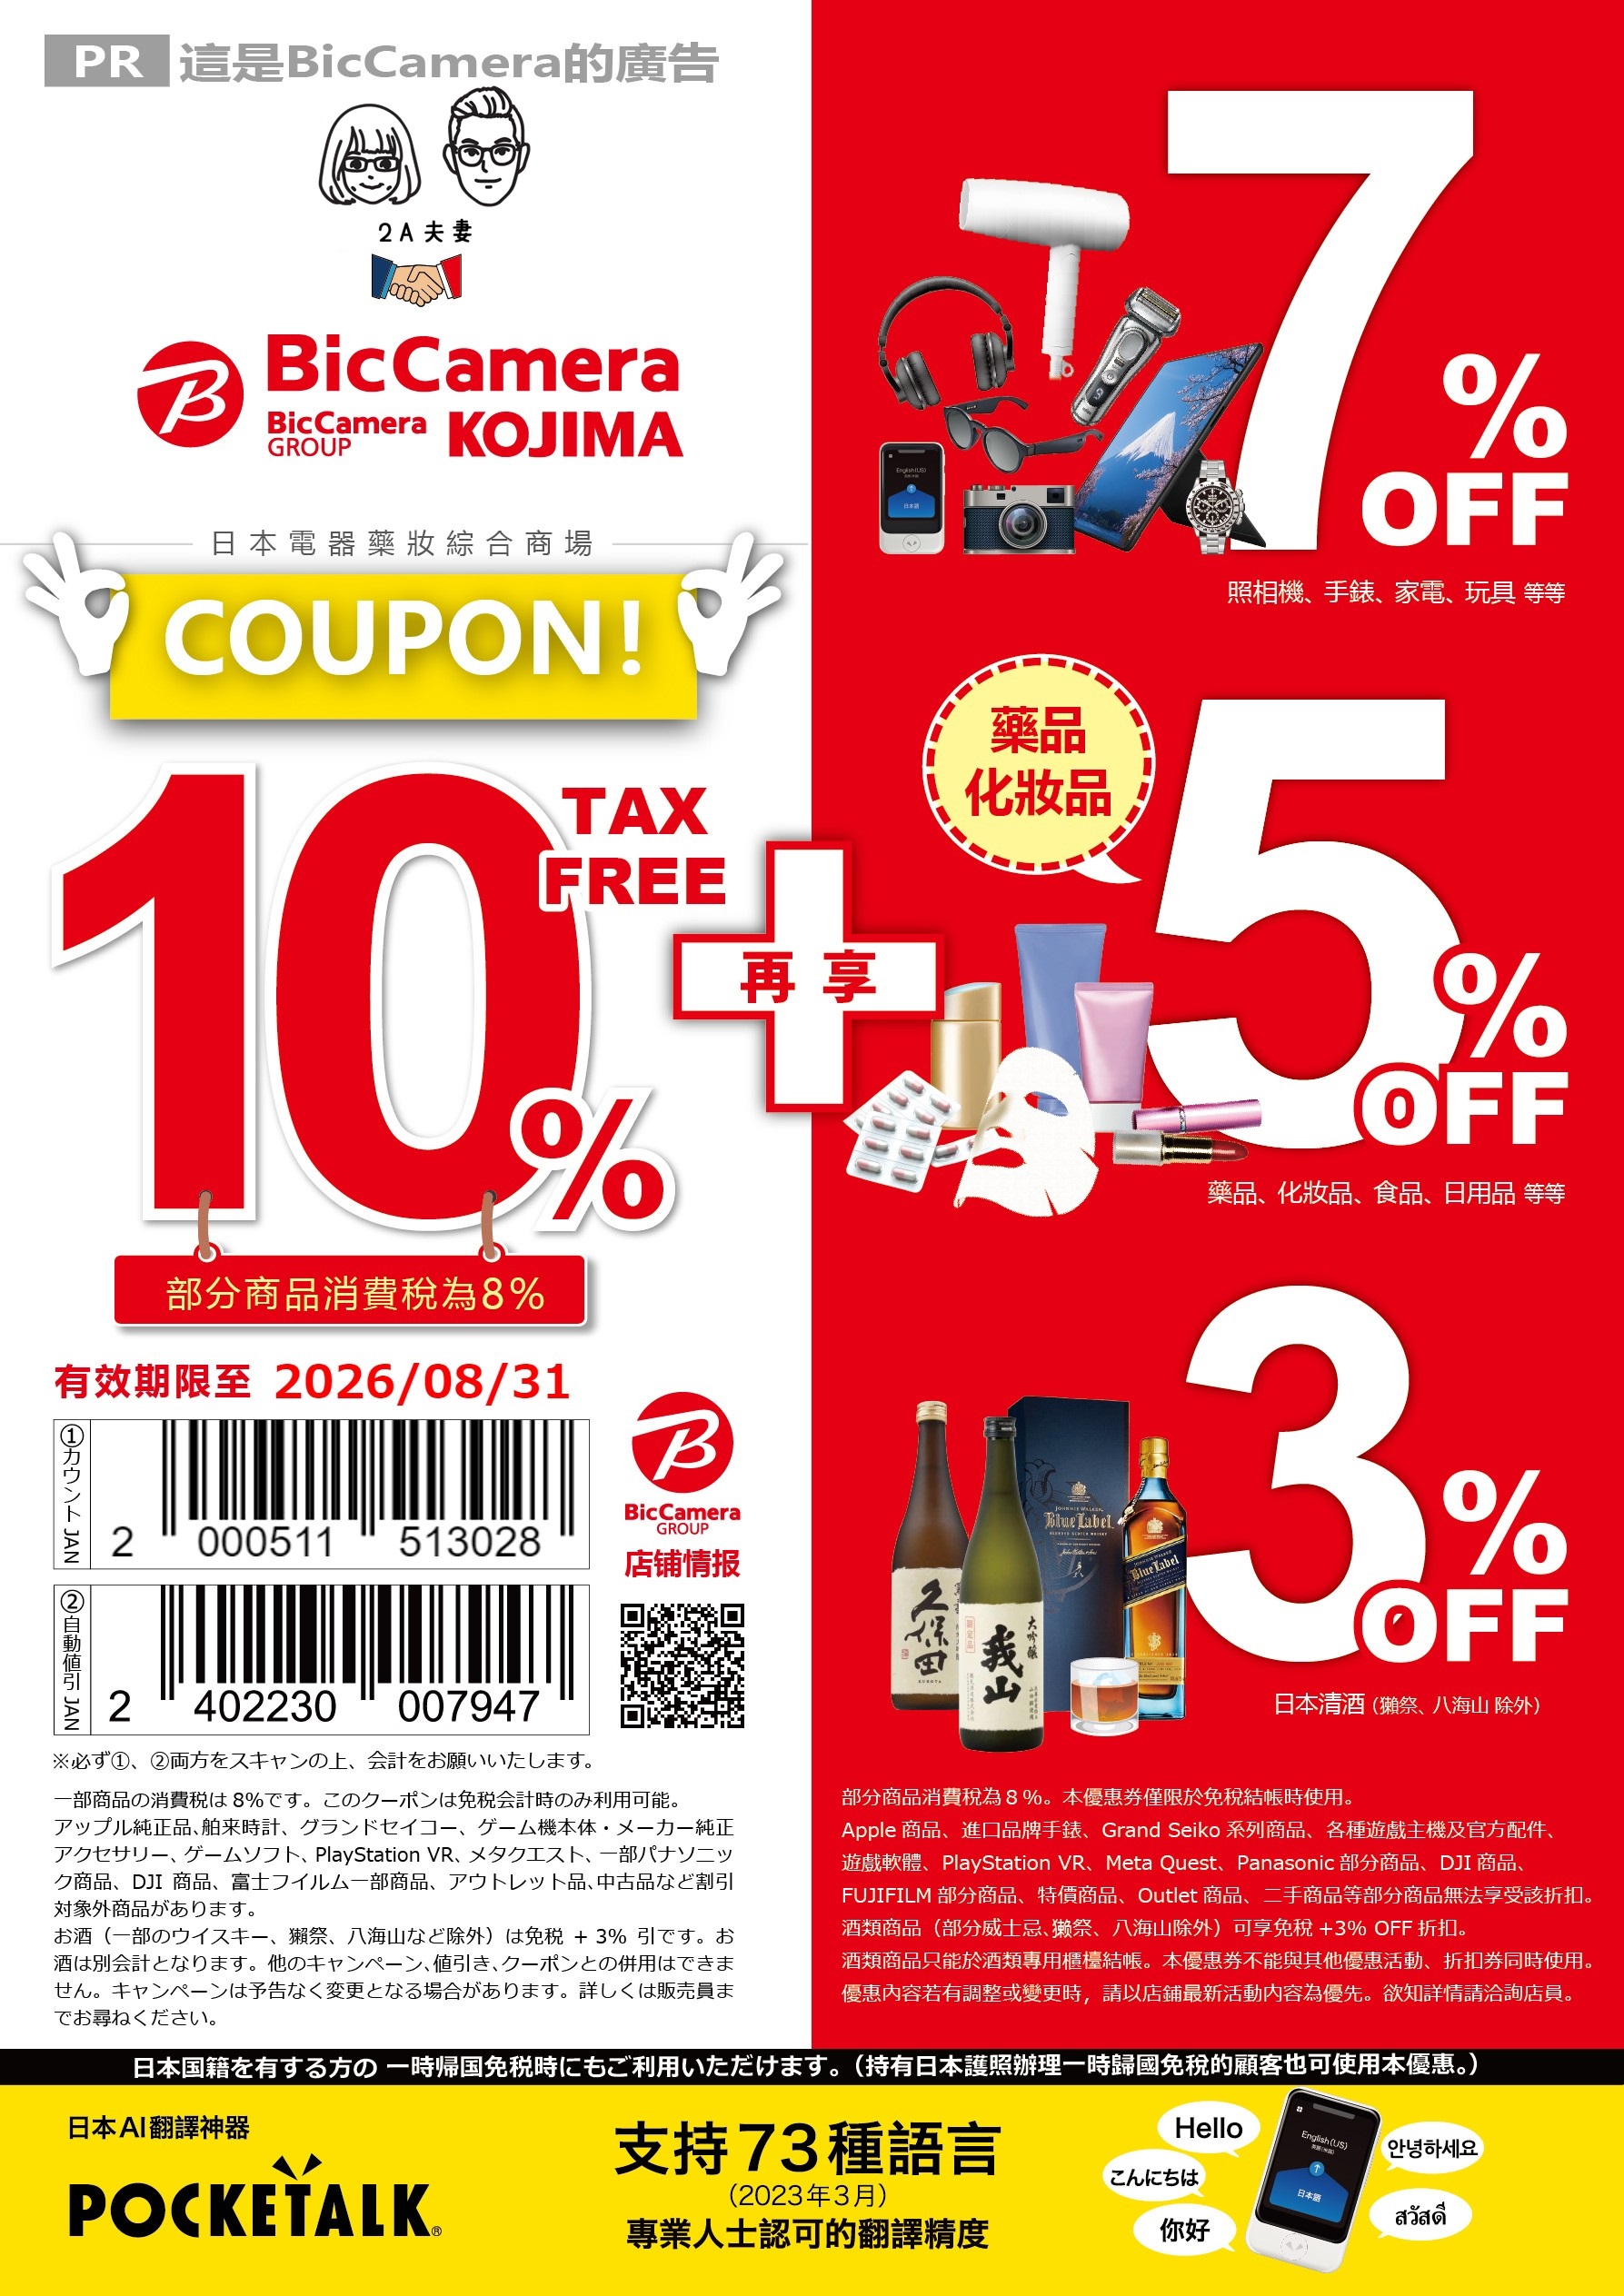 PR 這是BicCamera的廣告
2A夫妻
BicCamera
BicCamera
GROUP
KOJIMA
日本電器藥妝綜合商場
COUPON!
10%
TAX
FREE
部分商品消費稅為8%
再享
7%
OFF
照相機、手錶、家電、玩具 等等
藥品
化妝品
5%
OFF
藥品、化妝品、食品、日用品 等等
3%
OFF
日本清酒（獺祭、八海山 除外）
English(US)
日本語
久保田
KUBOTA
大吟醸
我山
JOHNNIE WALKER
Blue Label
Blue Label
有效期限至 2026/08/31
①カウント JAN
2 000511 513028
②自動値引 JAN
2 402230 007947
BicCamera
GROUP
店铺情报
※必ず①、②両方をスキャンの上、会計をお願いいたします。
一部商品の消費税は 8%です。このクーポンは免税会計時のみ利用可能。
アップル純正品、舶来時計、グランドセイコー、ゲーム機本体・メーカー純正
アクセサリー、ゲームソフト、PlayStation VR、メタクエスト、一部パナソニッ
ク商品、DJI 商品、富士フイルム一部商品、アウトレット品、中古品など割引
対象外商品があります。
お酒（一部のウイスキー、獺祭、八海山など除外）は免税 + 3% 引です。お
酒は別会計となります。他のキャンペーン、値引き、クーポンとの併用はできま
せん。キャンペーンは予告なく変更となる場合があります。詳しくは販売員ま
でお尋ねください。
部分商品消費稅為８％。本優惠券僅限於免稅結帳時使用。
Apple 商品、進口品牌手錶、Grand Seiko 系列商品、各種遊戲主機及官方配件、
遊戲軟體、PlayStation VR、Meta Quest、Panasonic 部分商品、DJI 商品、
FUJIFILM 部分商品、特價商品、Outlet 商品、二手商品等部分商品無法享受該折扣。
酒類商品（部分威士忌、獺祭、八海山除外）可享免稅 +3% OFF 折扣。
酒類商品只能於酒類專用櫃檯結帳。本優惠券不能與其他優惠活動、折扣券同時使用。
優惠內容若有調整或變更時，請以店鋪最新活動內容為優先。欲知詳情請洽詢店員。
日本国籍を有する方の 一時帰国免税時にもご利用いただけます。（持有日本護照辦理一時歸國免稅的顧客也可使用本優惠。）
日本AI翻譯神器
POCKETALK®
支持73種語言
（2023年3月）
專業人士認可的翻譯精度
Hello
こんにちは
你好
English(US)
日本語
안녕하세요
สวัสดี